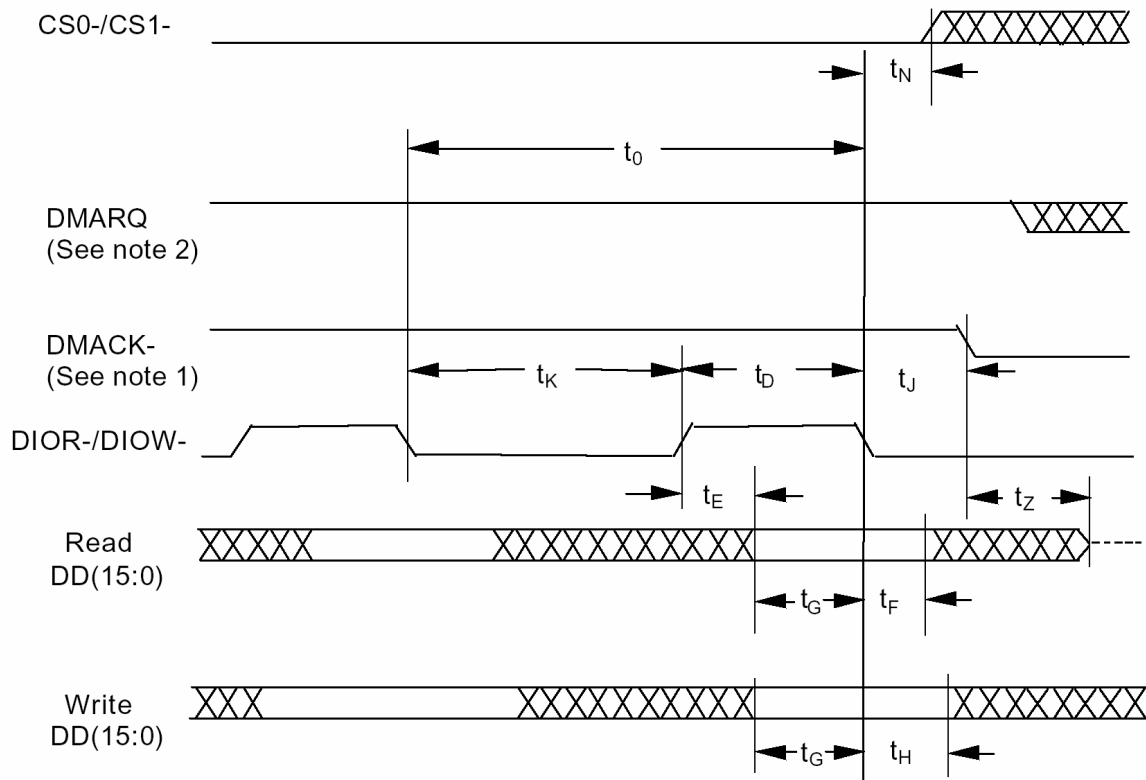 CS0-/CS1-
tN
t0
DMARQ
(See note 2)
DMACK-
(See note 1)
tK
tD
tJ
DIOR-/DIOW-
tE
tZ
Read
DD(15:0)
tG
tF
Write
DD(15:0)
tG
tH